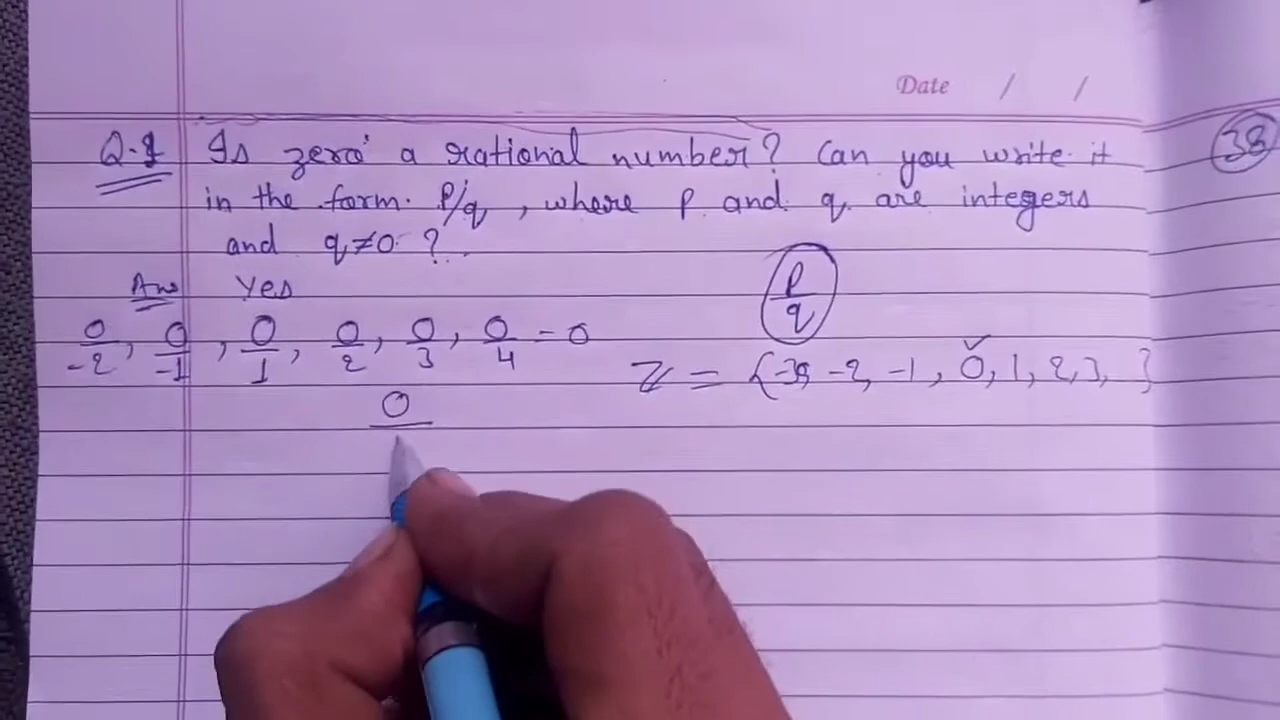 Date / /
38
Q.1 Is zero a rational number? Can you write it
in the form. P/q, where p and q are integers
and q≠0 ?
Ans Yes
p/q
0/-2, 0/-1, 0/1, 0/2, 0/3, 0/4 = 0
Z = {-3, -2, -1, 0, 1, 2, 3, }
0